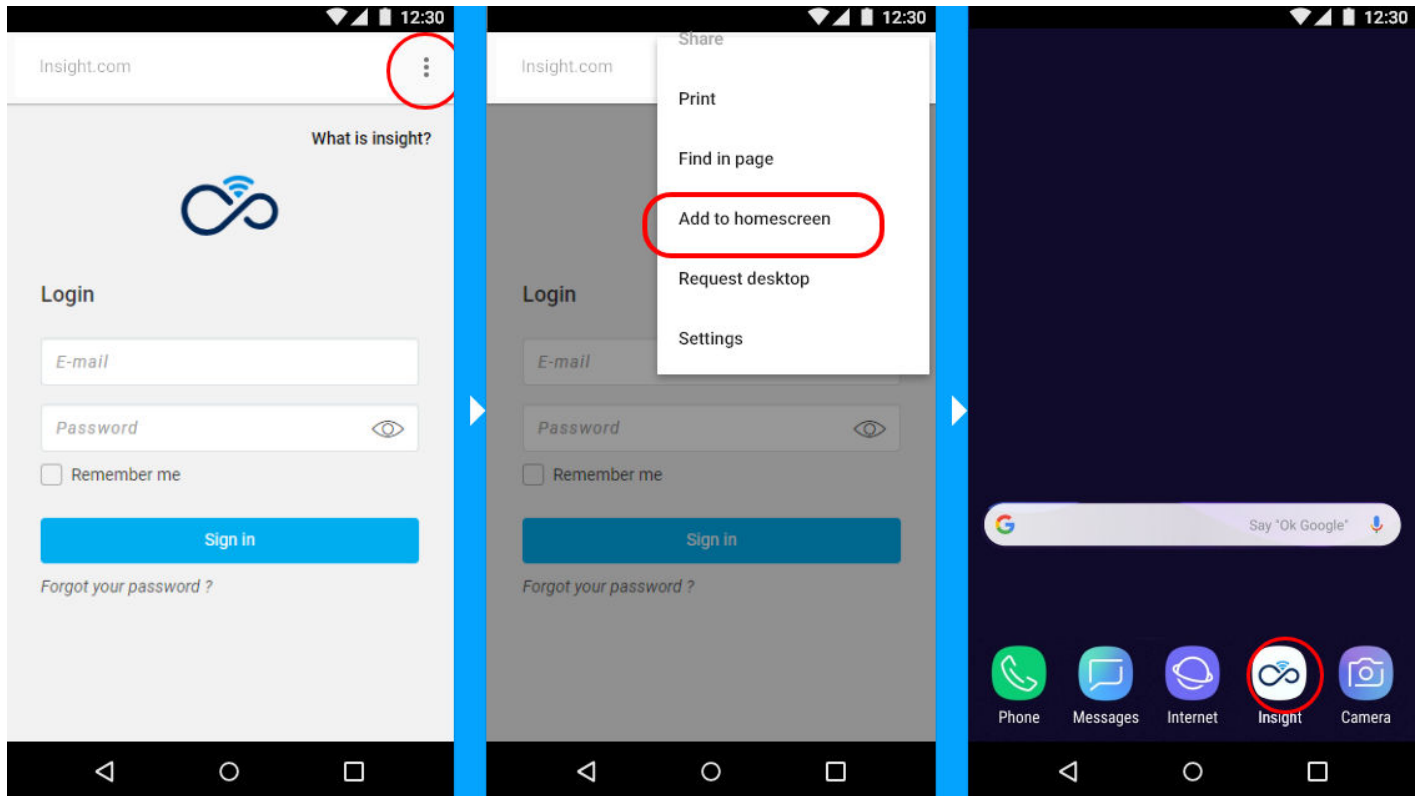 12:30
Insight.com
What is insight?
Login
E-mail
Password
Remember me
Sign in
Forgot your password ?
12:30
Insight.com
Share
Print
Find in page
Add to homescreen
Request desktop
Settings
Login
E-mail
Password
Remember me
Sign in
Forgot your password ?
12:30
G
Say "Ok Google"
Phone
Messages
Internet
Insight
Camera